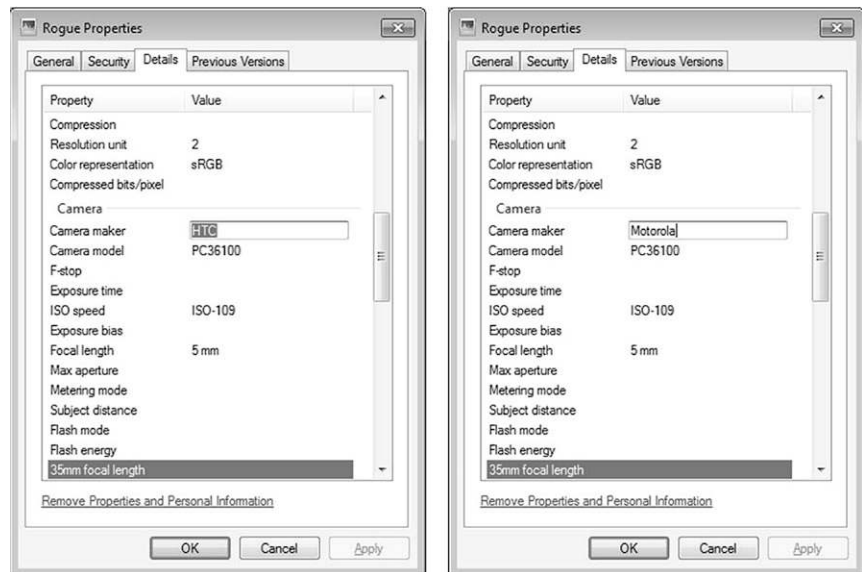 Rogue Properties
General Security Details Previous Versions
Property Value
Compression
Resolution unit 2
Color representation sRGB
Compressed bits/pixel
Camera
Camera maker HTC
Camera model PC36100
F-stop
Exposure time
ISO speed ISO-109
Exposure bias
Focal length 5 mm
Max aperture
Metering mode
Subject distance
Flash mode
Flash energy
35mm focal length
Remove Properties and Personal Information
OK Cancel Apply
Rogue Properties
General Security Details Previous Versions
Property Value
Compression
Resolution unit 2
Color representation sRGB
Compressed bits/pixel
Camera
Camera maker Motorola
Camera model PC36100
F-stop
Exposure time
ISO speed ISO-109
Exposure bias
Focal length 5 mm
Max aperture
Metering mode
Subject distance
Flash mode
Flash energy
35mm focal length
Remove Properties and Personal Information
OK Cancel Apply